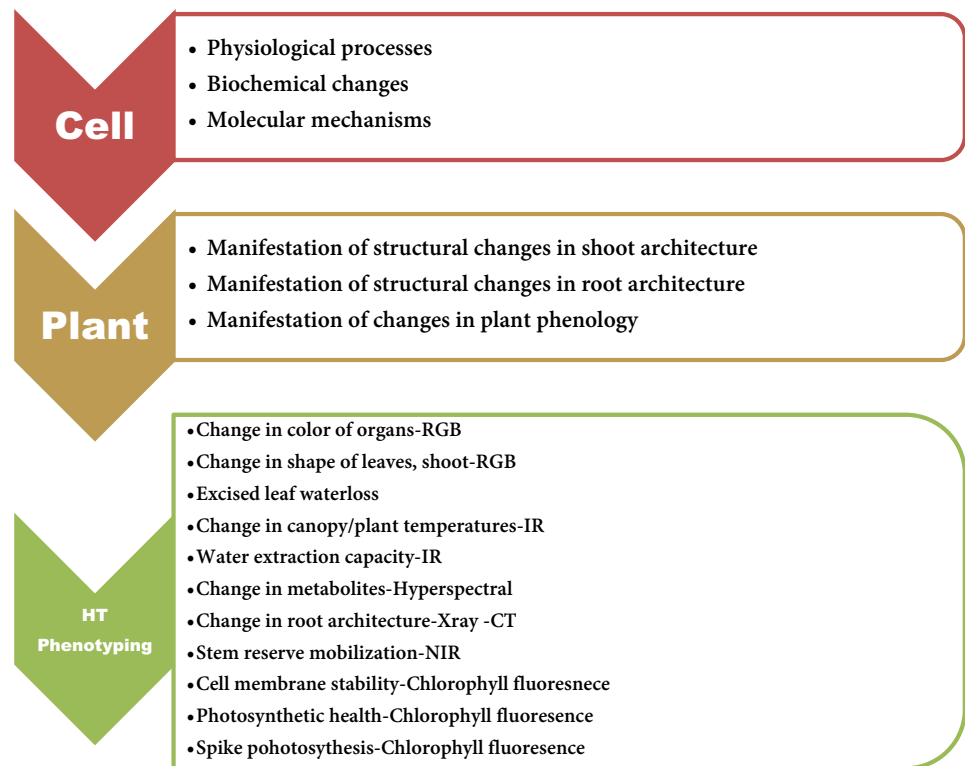 Cell
• Physiological processes
• Biochemical changes
• Molecular mechanisms
Plant
• Manifestation of structural changes in shoot architecture
• Manifestation of structural changes in root architecture
• Manifestation of changes in plant phenology
HT
Phenotyping
•Change in color of organs-RGB
•Change in shape of leaves, shoot-RGB
•Excised leaf waterloss
•Change in canopy/plant temperatures-IR
•Water extraction capacity-IR
•Change in metabolites-Hyperspectral
•Change in root architecture-Xray -CT
•Stem reserve mobilization-NIR
•Cell membrane stability-Chlorophyll fluoresnece
•Photosynthetic health-Chlorophyll fluoresence
•Spike pohotosythesis-Chlorophyll fluoresence